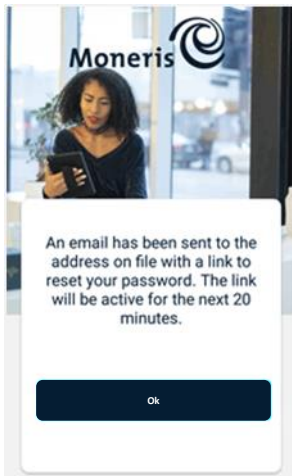 Moneris
An email has been sent to the
address on file with a link to
reset your password. The link
will be active for the next 20
minutes.
Ok